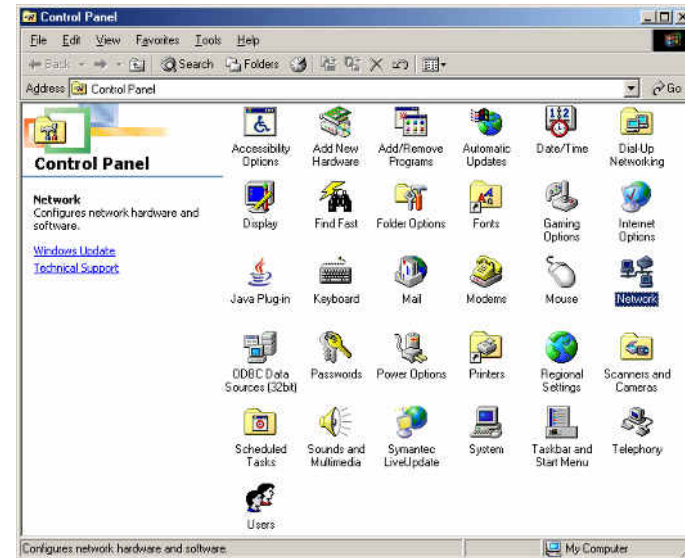 Control Panel
File Edit View Favorites Tools Help
Back Search Folders
Address Control Panel Go
Control Panel
Network
Configures network hardware and
software.
Windows Update
Technical Support
Accessibility Options
Add New Hardware
Add/Remove Programs
Automatic Updates
Date/Time
Dial-Up Networking
Display
Find Fast
Folder Options
Fonts
Gaming Options
Internet Options
Java Plug-in
Keyboard
Mail
Modems
Mouse
Network
ODBC Data Sources (32bit)
Passwords
Power Options
Printers
Regional Settings
Scanners and Cameras
Scheduled Tasks
Sounds and Multimedia
Symantec LiveUpdate
System
Taskbar and Start Menu
Telephony
Users
Configures network hardware and software. My Computer